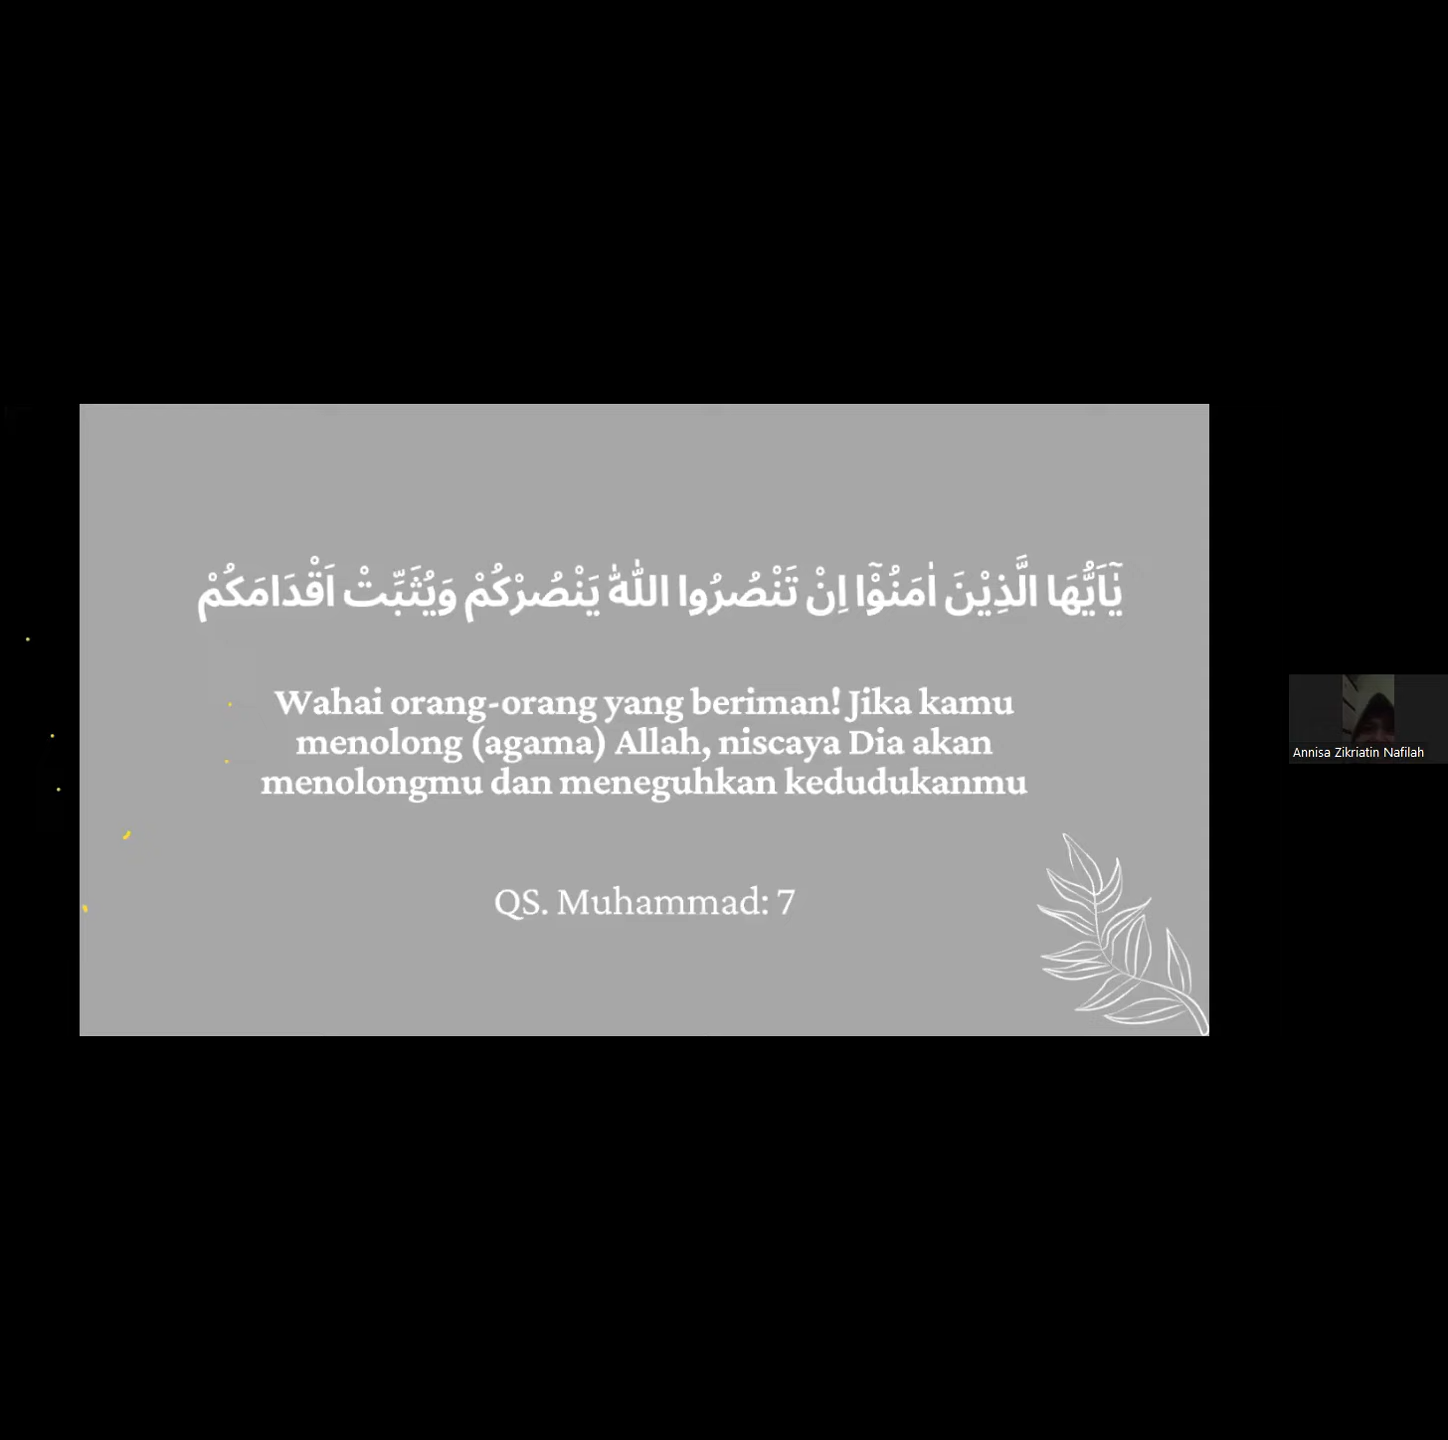 يٰٓاَيُّهَا الَّذِيْنَ اٰمَنُوْٓا اِنْ تَنْصُرُوا اللّٰهَ يَنْصُرْكُمْ وَيُثَبِّتْ اَقْدَامَكُمْ
Wahai orang-orang yang beriman! Jika kamu
menolong (agama) Allah, niscaya Dia akan
menolongmu dan meneguhkan kedudukanmu
QS. Muhammad: 7
Annisa Zikriatin Nafilah